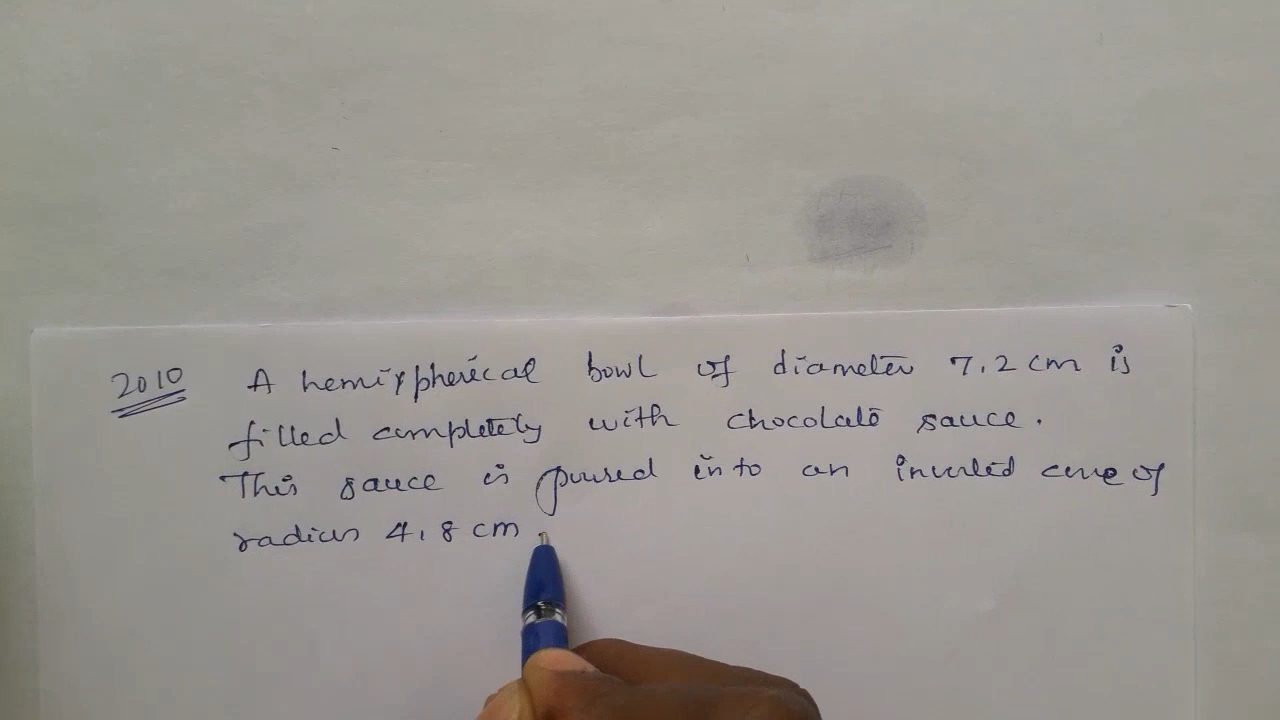 2010 A hemispherical bowl of diameter 7.2 cm is
filled completely with chocolate sauce.
This sauce is poured into an inverted cone of
radius 4.8 cm.